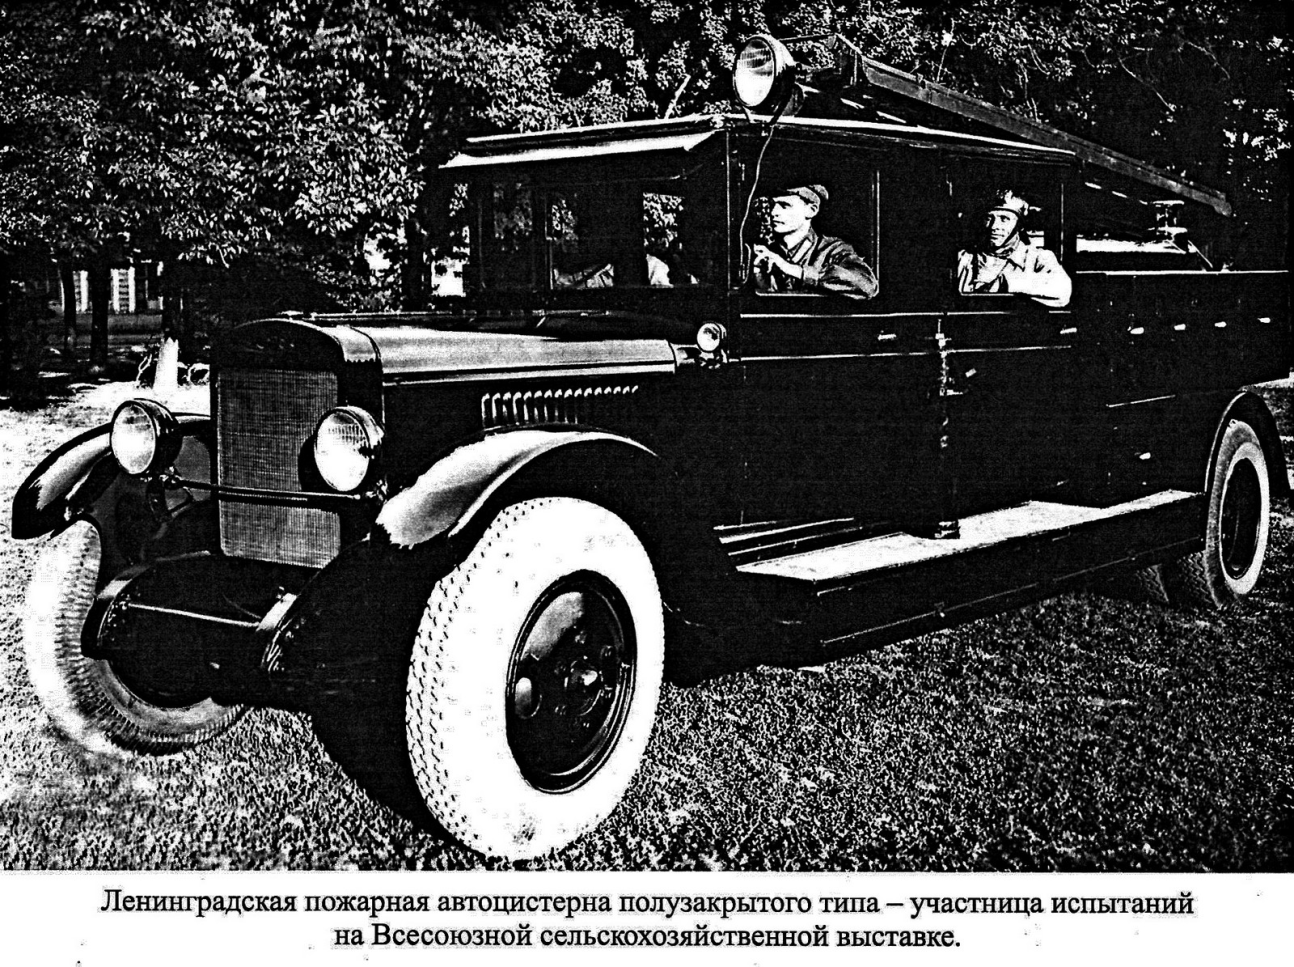 Ленинградская пожарная автоцистерна полузакрытого типа – участница испытаний
на Всесоюзной сельскохозяйственной выставке.